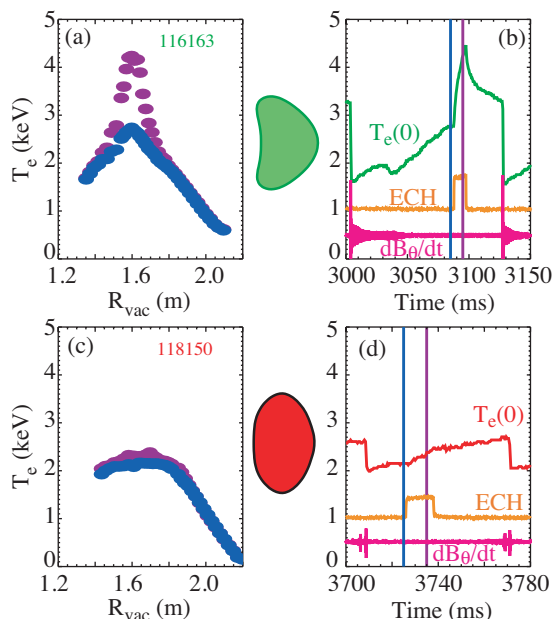 (a)
116163
5
4
3
2
1
0
T_e (keV)
1.2
1.6
2.0
R_vac (m)
(b)
5
4
3
2
1
0
T_e(0)
ECH
dB_θ/dt
3000
3050
3100
3150
Time (ms)
(c)
118150
5
4
3
2
1
0
T_e (keV)
1.2
1.6
2.0
R_vac (m)
(d)
5
4
3
2
1
0
T_e(0)
ECH
dB_θ/dt
3700
3740
3780
Time (ms)